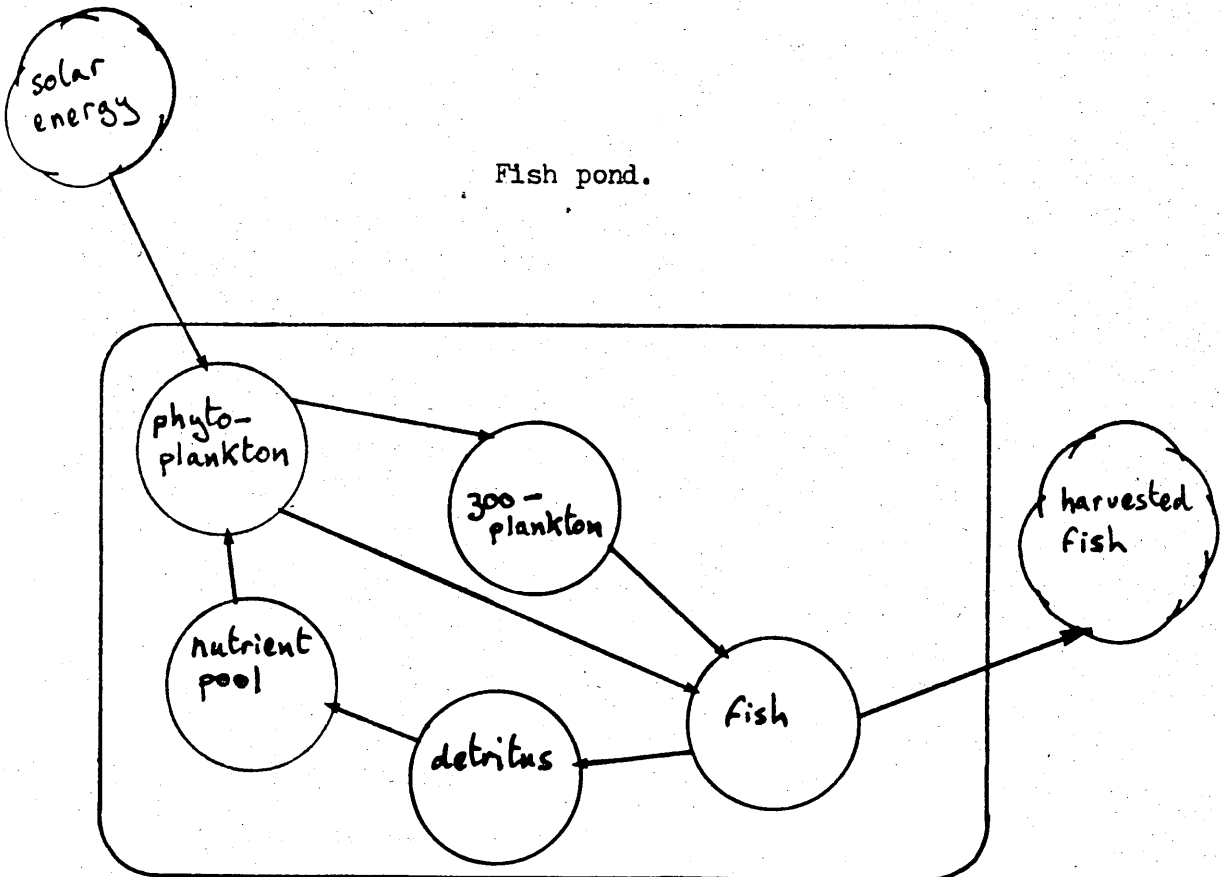 solar
energy
Fish pond.
phyto-
plankton
zoo-
plankton
harvested
fish
nutrient
pool
fish
detritus